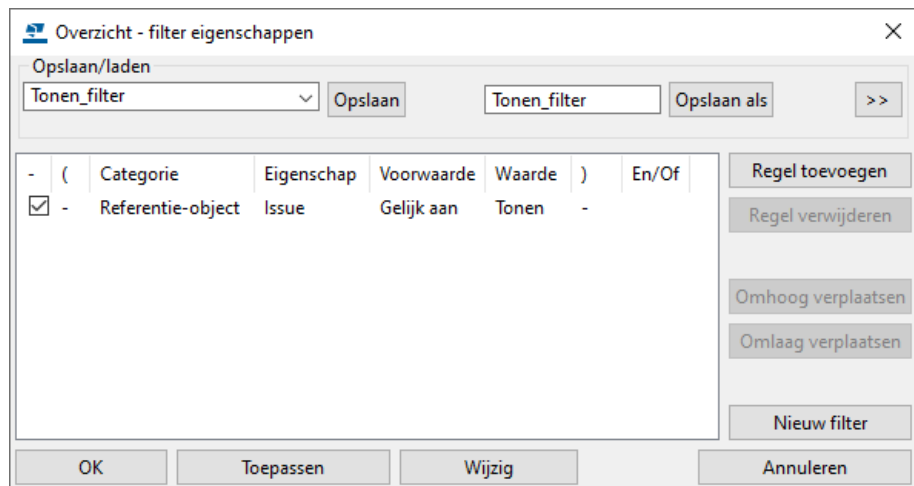 Overzicht - filter eigenschappen
Opslaan/laden
Tonen_filter Opslaan Tonen_filter Opslaan als >>
- ( Categorie Eigenschap Voorwaarde Waarde ) En/Of Regel toevoegen
- Referentie-object Issue Gelijk aan Tonen - Regel verwijderen
Omhoog verplaatsen
Omlaag verplaatsen
Nieuw filter
OK Toepassen Wijzig Annuleren